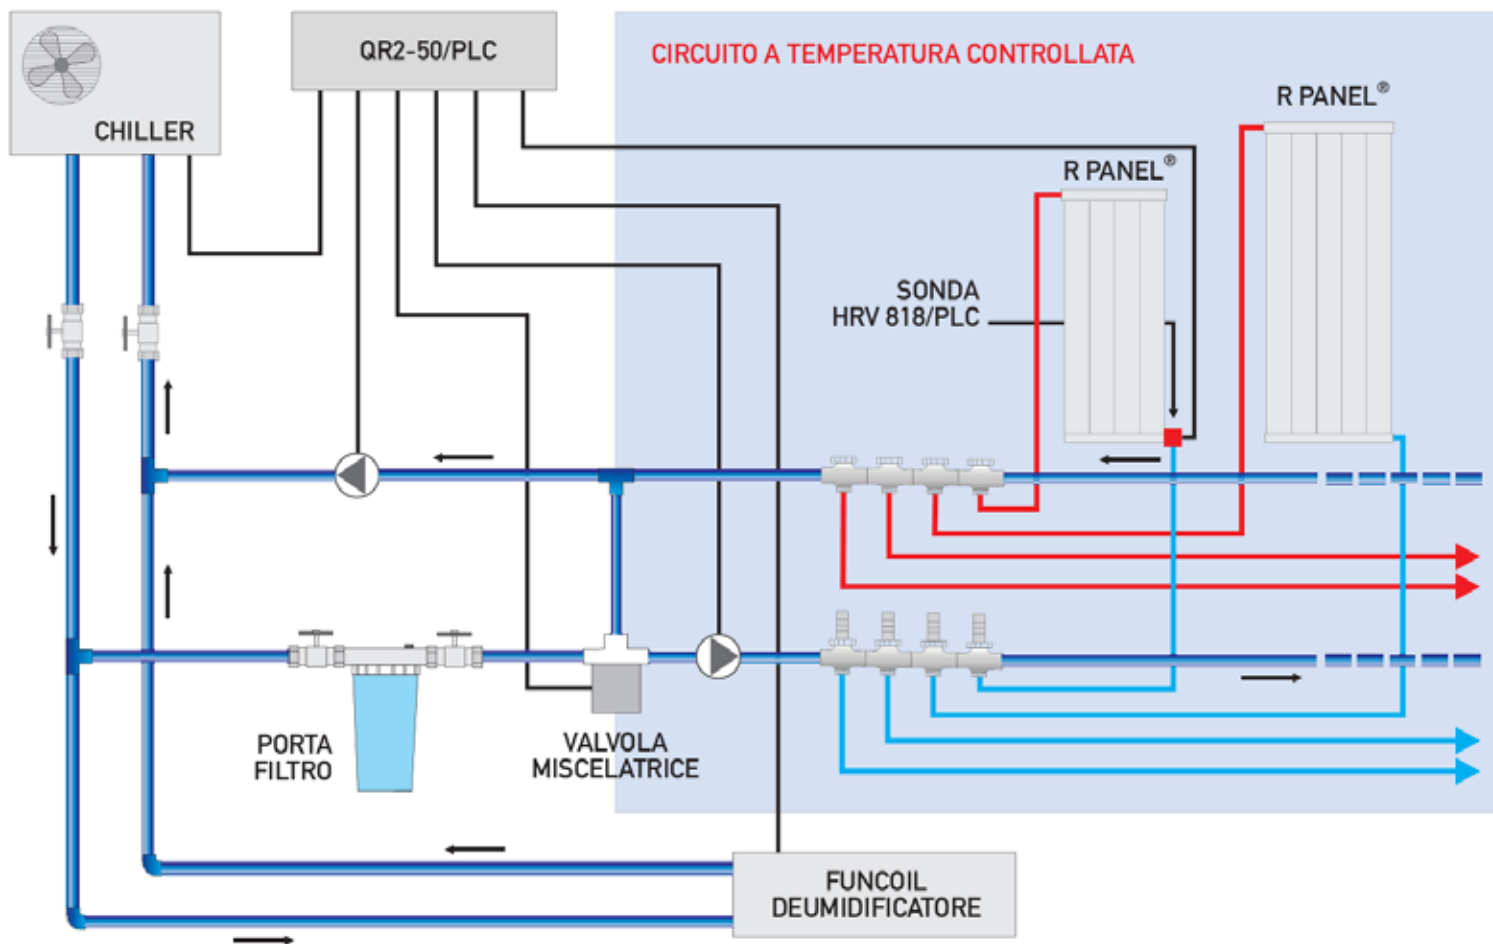 QR2-50/PLC
CIRCUITO A TEMPERATURA CONTROLLATA
CHILLER
R PANEL®
R PANEL®
SONDA
HRV 818/PLC
PORTA
FILTRO
VALVOLA
MISCELATRICE
FUNCOIL
DEUMIDIFICATORE